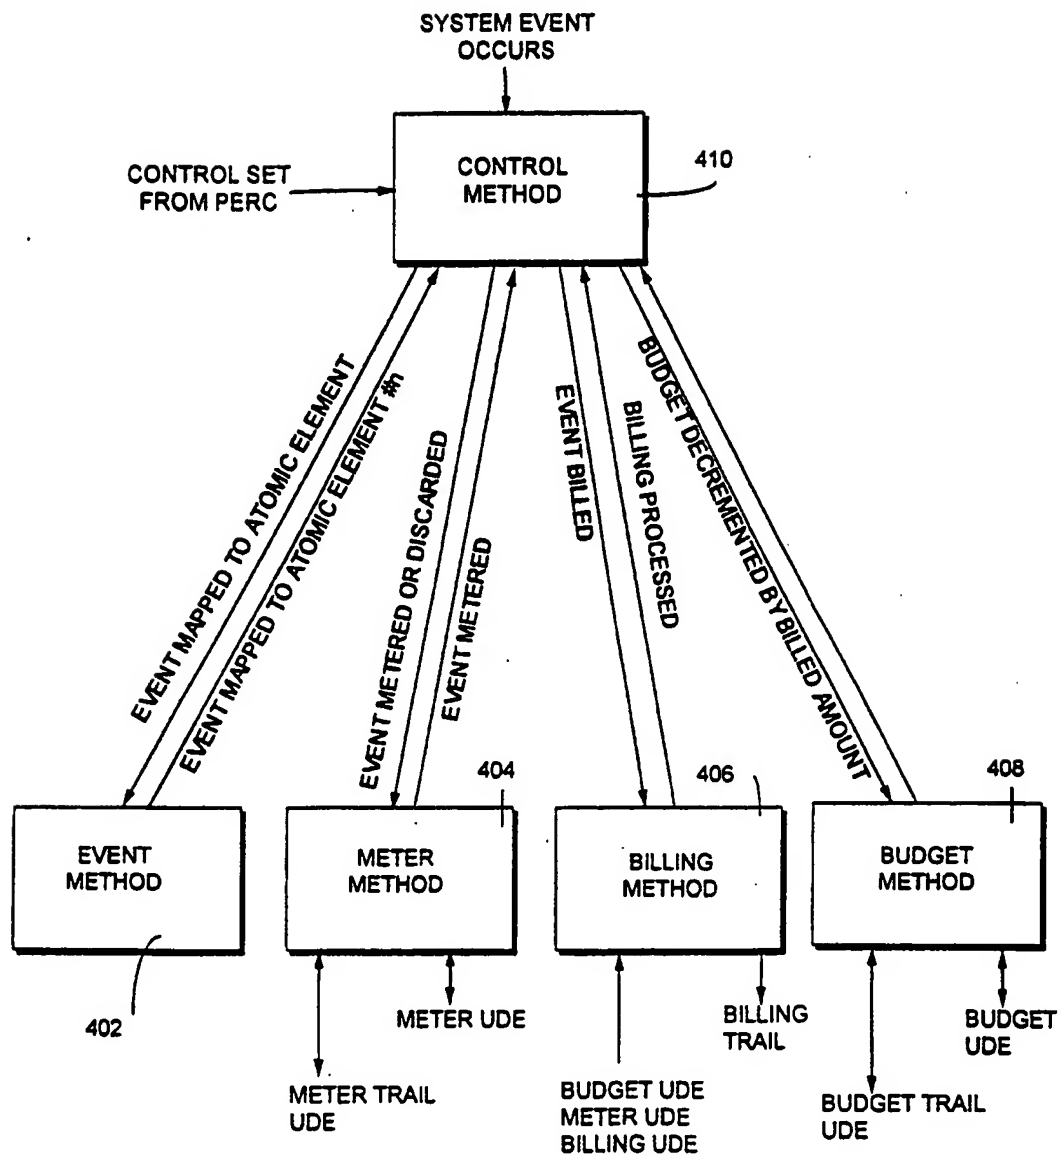 SYSTEM EVENT
OCCURS
CONTROL
METHOD
410
CONTROL SET
FROM PERC
EVENT MAPPED TO ATOMIC ELEMENT
EVENT MAPPED TO ATOMIC ELEMENT #n
EVENT METERED OR DISCARDED
EVENT METERED
EVENT BILLED
BILLING PROCESSED
BUDGET DECREMENTED BY BILLED AMOUNT
EVENT
METHOD
402
METER
METHOD
404
BILLING
METHOD
406
BUDGET
METHOD
408
METER TRAIL
UDE
METER UDE
BUDGET UDE
METER UDE
BILLING UDE
BILLING
TRAIL
BUDGET TRAIL
UDE
BUDGET
UDE